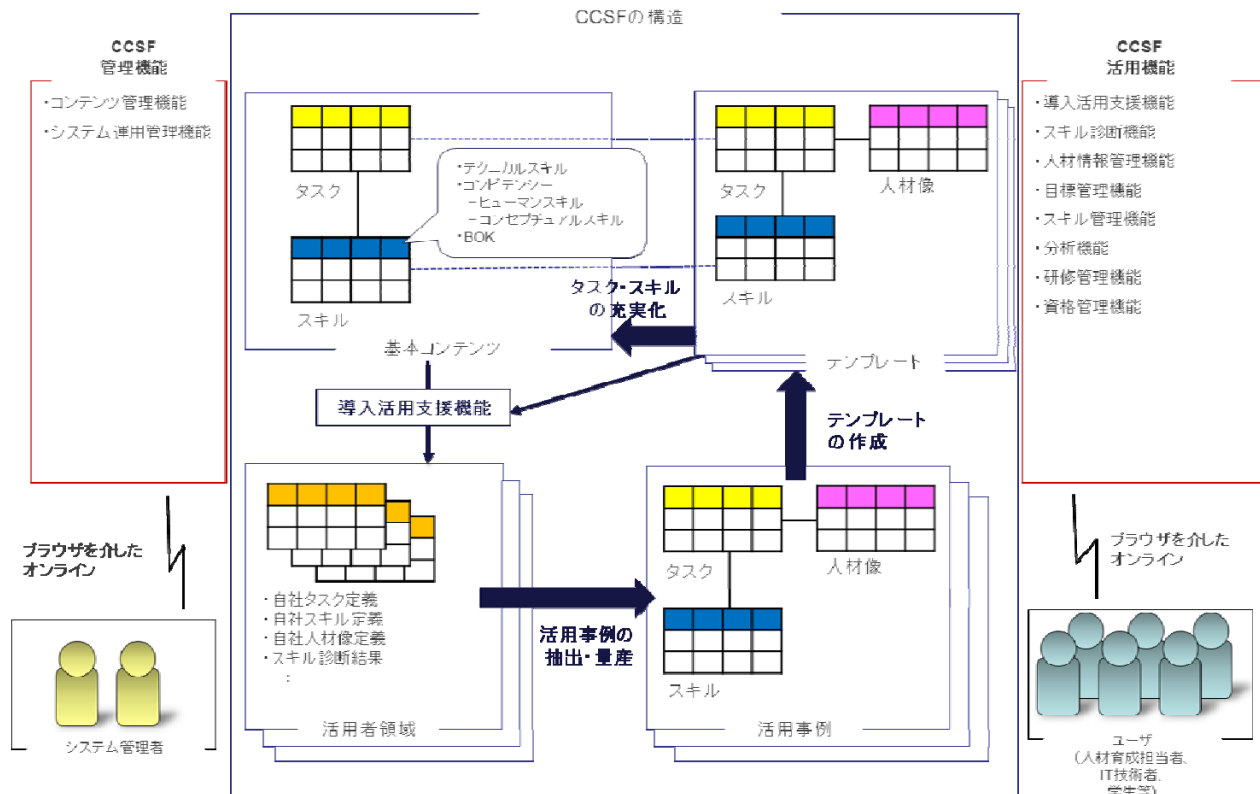 CCSFの構造
CCSF
管理機能
・コンテンツ管理機能
・システム運用管理機能
タスク
・テクニカルスキル
・コンピテンシー
－ヒューマンスキル
－コンセプチュアルスキル
・BOK
スキル
基本コンテンツ
タスク
人材像
スキル
テンプレート
タスク・スキル
の充実化
導入活用支援機能
テンプレート
の作成
CCSF
活用機能
・導入活用支援機能
・スキル診断機能
・人材情報管理機能
・目標管理機能
・スキル管理機能
・分析機能
・研修管理機能
・資格管理機能
ブラウザを介した
オンライン
システム管理者
・自社タスク定義
・自社スキル定義
・自社人材像定義
・スキル診断結果
：
活用者領域
活用事例の
抽出・量産
タスク
人材像
スキル
活用事例
ブラウザを介した
オンライン
ユーザ
(人材育成担当者、
IT技術者、
学生等)